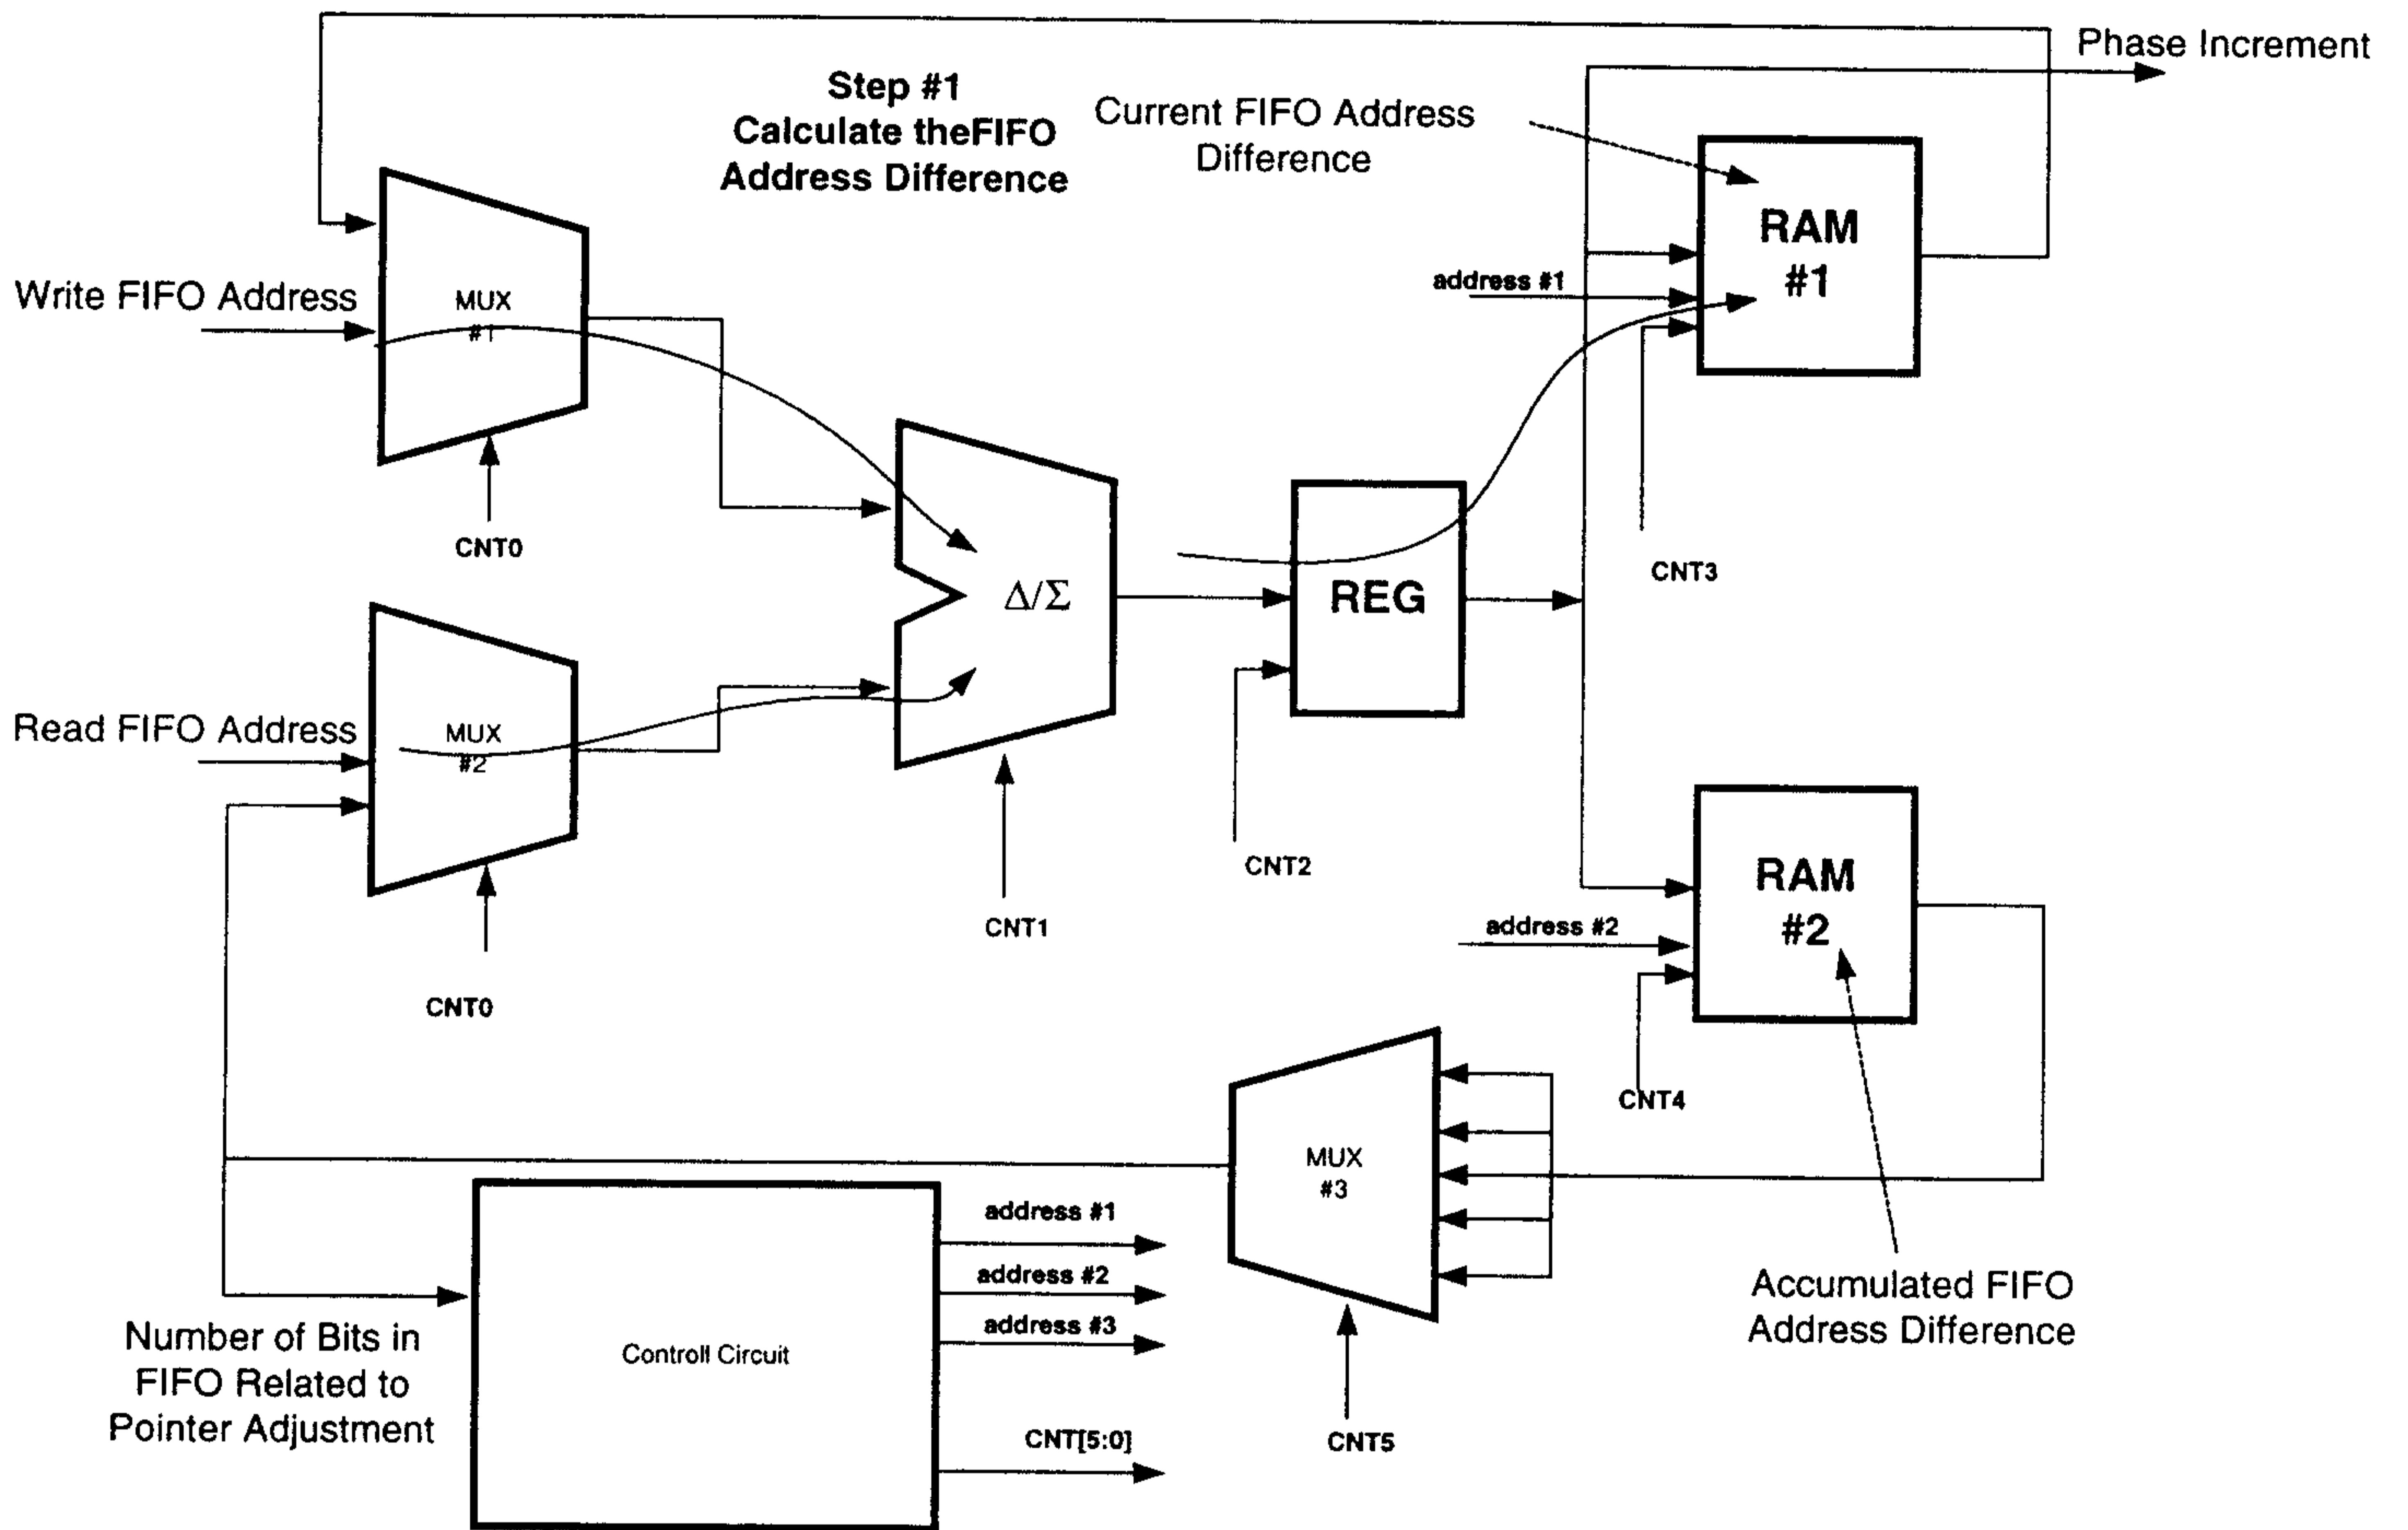 Phase Increment
Step #1
Calculate theFIFO
Address Difference
Current FIFO Address
Difference
RAM
#1
address #1
Write FIFO Address
MUX
#1
CNT0
CNT3
Δ/Σ
REG
Read FIFO Address
MUX
#2
CNT2
CNT1
CNT0
RAM
#2
address #2
CNT4
MUX
#3
CNT5
Accumulated FIFO
Address Difference
Number of Bits in
FIFO Related to
Pointer Adjustment
Controll Circuit
address #1
address #2
address #3
CNT[5:0]